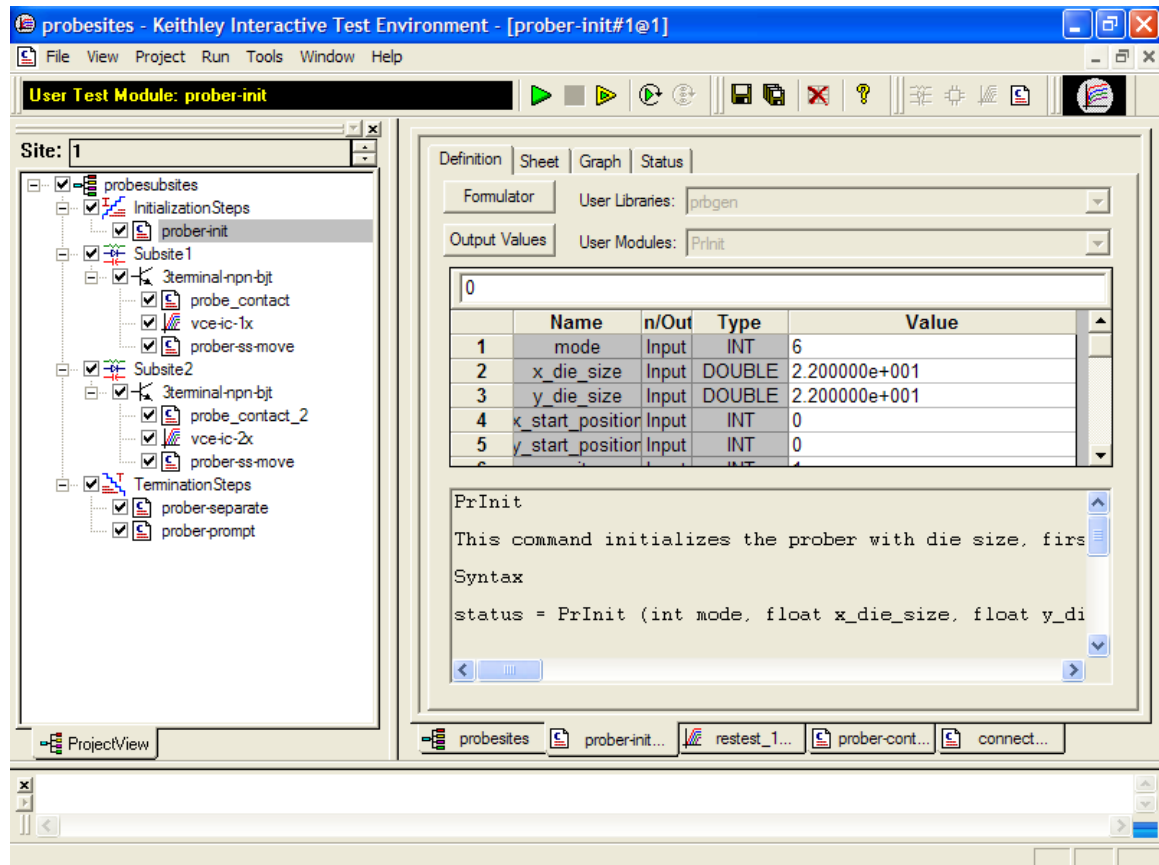 probesites - Keithley Interactive Test Environment - [prober-init#1@1]
File View Project Run Tools Window Help
User Test Module: prober-init
Site: 1
probesubsites
InitializationSteps
prober-init
Subsite1
3terminal-npn-bjt
probe_contact
vce-ic-1x
prober-ss-move
Subsite2
3terminal-npn-bjt
probe_contact_2
vce-ic-2x
prober-ss-move
TerminationSteps
prober-separate
prober-prompt
ProjectView
Definition Sheet Graph Status
Formulator User Libraries: prbgen
Output Values User Modules: PrInit
0
Name n/Out Type Value
1 mode Input INT 6
2 x_die_size Input DOUBLE 2.200000e+001
3 y_die_size Input DOUBLE 2.200000e+001
4 x_start_position Input INT 0
5 y_start_position Input INT 0
PrInit
This command initializes the prober with die size, firs
Syntax
status = PrInit (int mode, float x_die_size, float y_di
probesites prober-init... restest_1... prober-cont... connect...